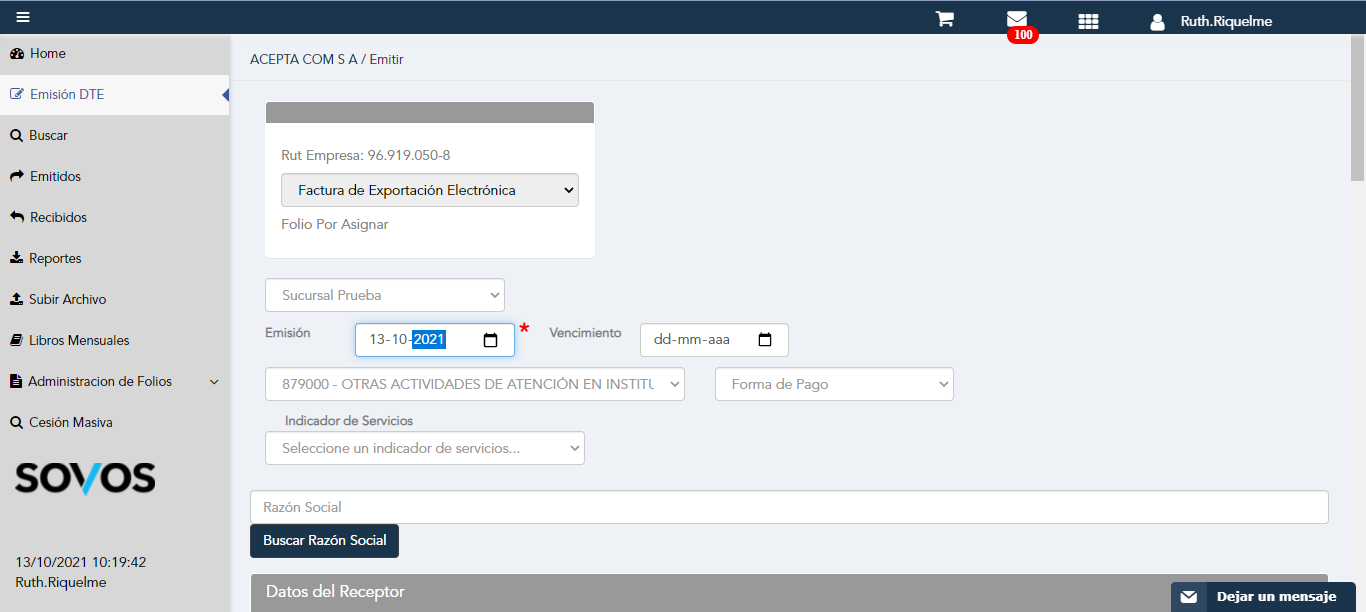 Ruth.Riquelme
100
Home
Emisión DTE
Buscar
Emitidos
Recibidos
Reportes
Subir Archivo
Libros Mensuales
Administracion de Folios
Cesión Masiva
SOVOS
13/10/2021 10:19:42
Ruth.Riquelme
ACEPTA COM S A / Emitir
Rut Empresa: 96.919.050-8
Factura de Exportación Electrónica
Folio Por Asignar
Sucursal Prueba
Emisión 13-10-2021 * Vencimiento dd-mm-aaa
879000 - OTRAS ACTIVIDADES DE ATENCIÓN EN INSTITU Forma de Pago
Indicador de Servicios
Seleccione un indicador de servicios...
Razón Social
Buscar Razón Social
Datos del Receptor
Dejar un mensaje